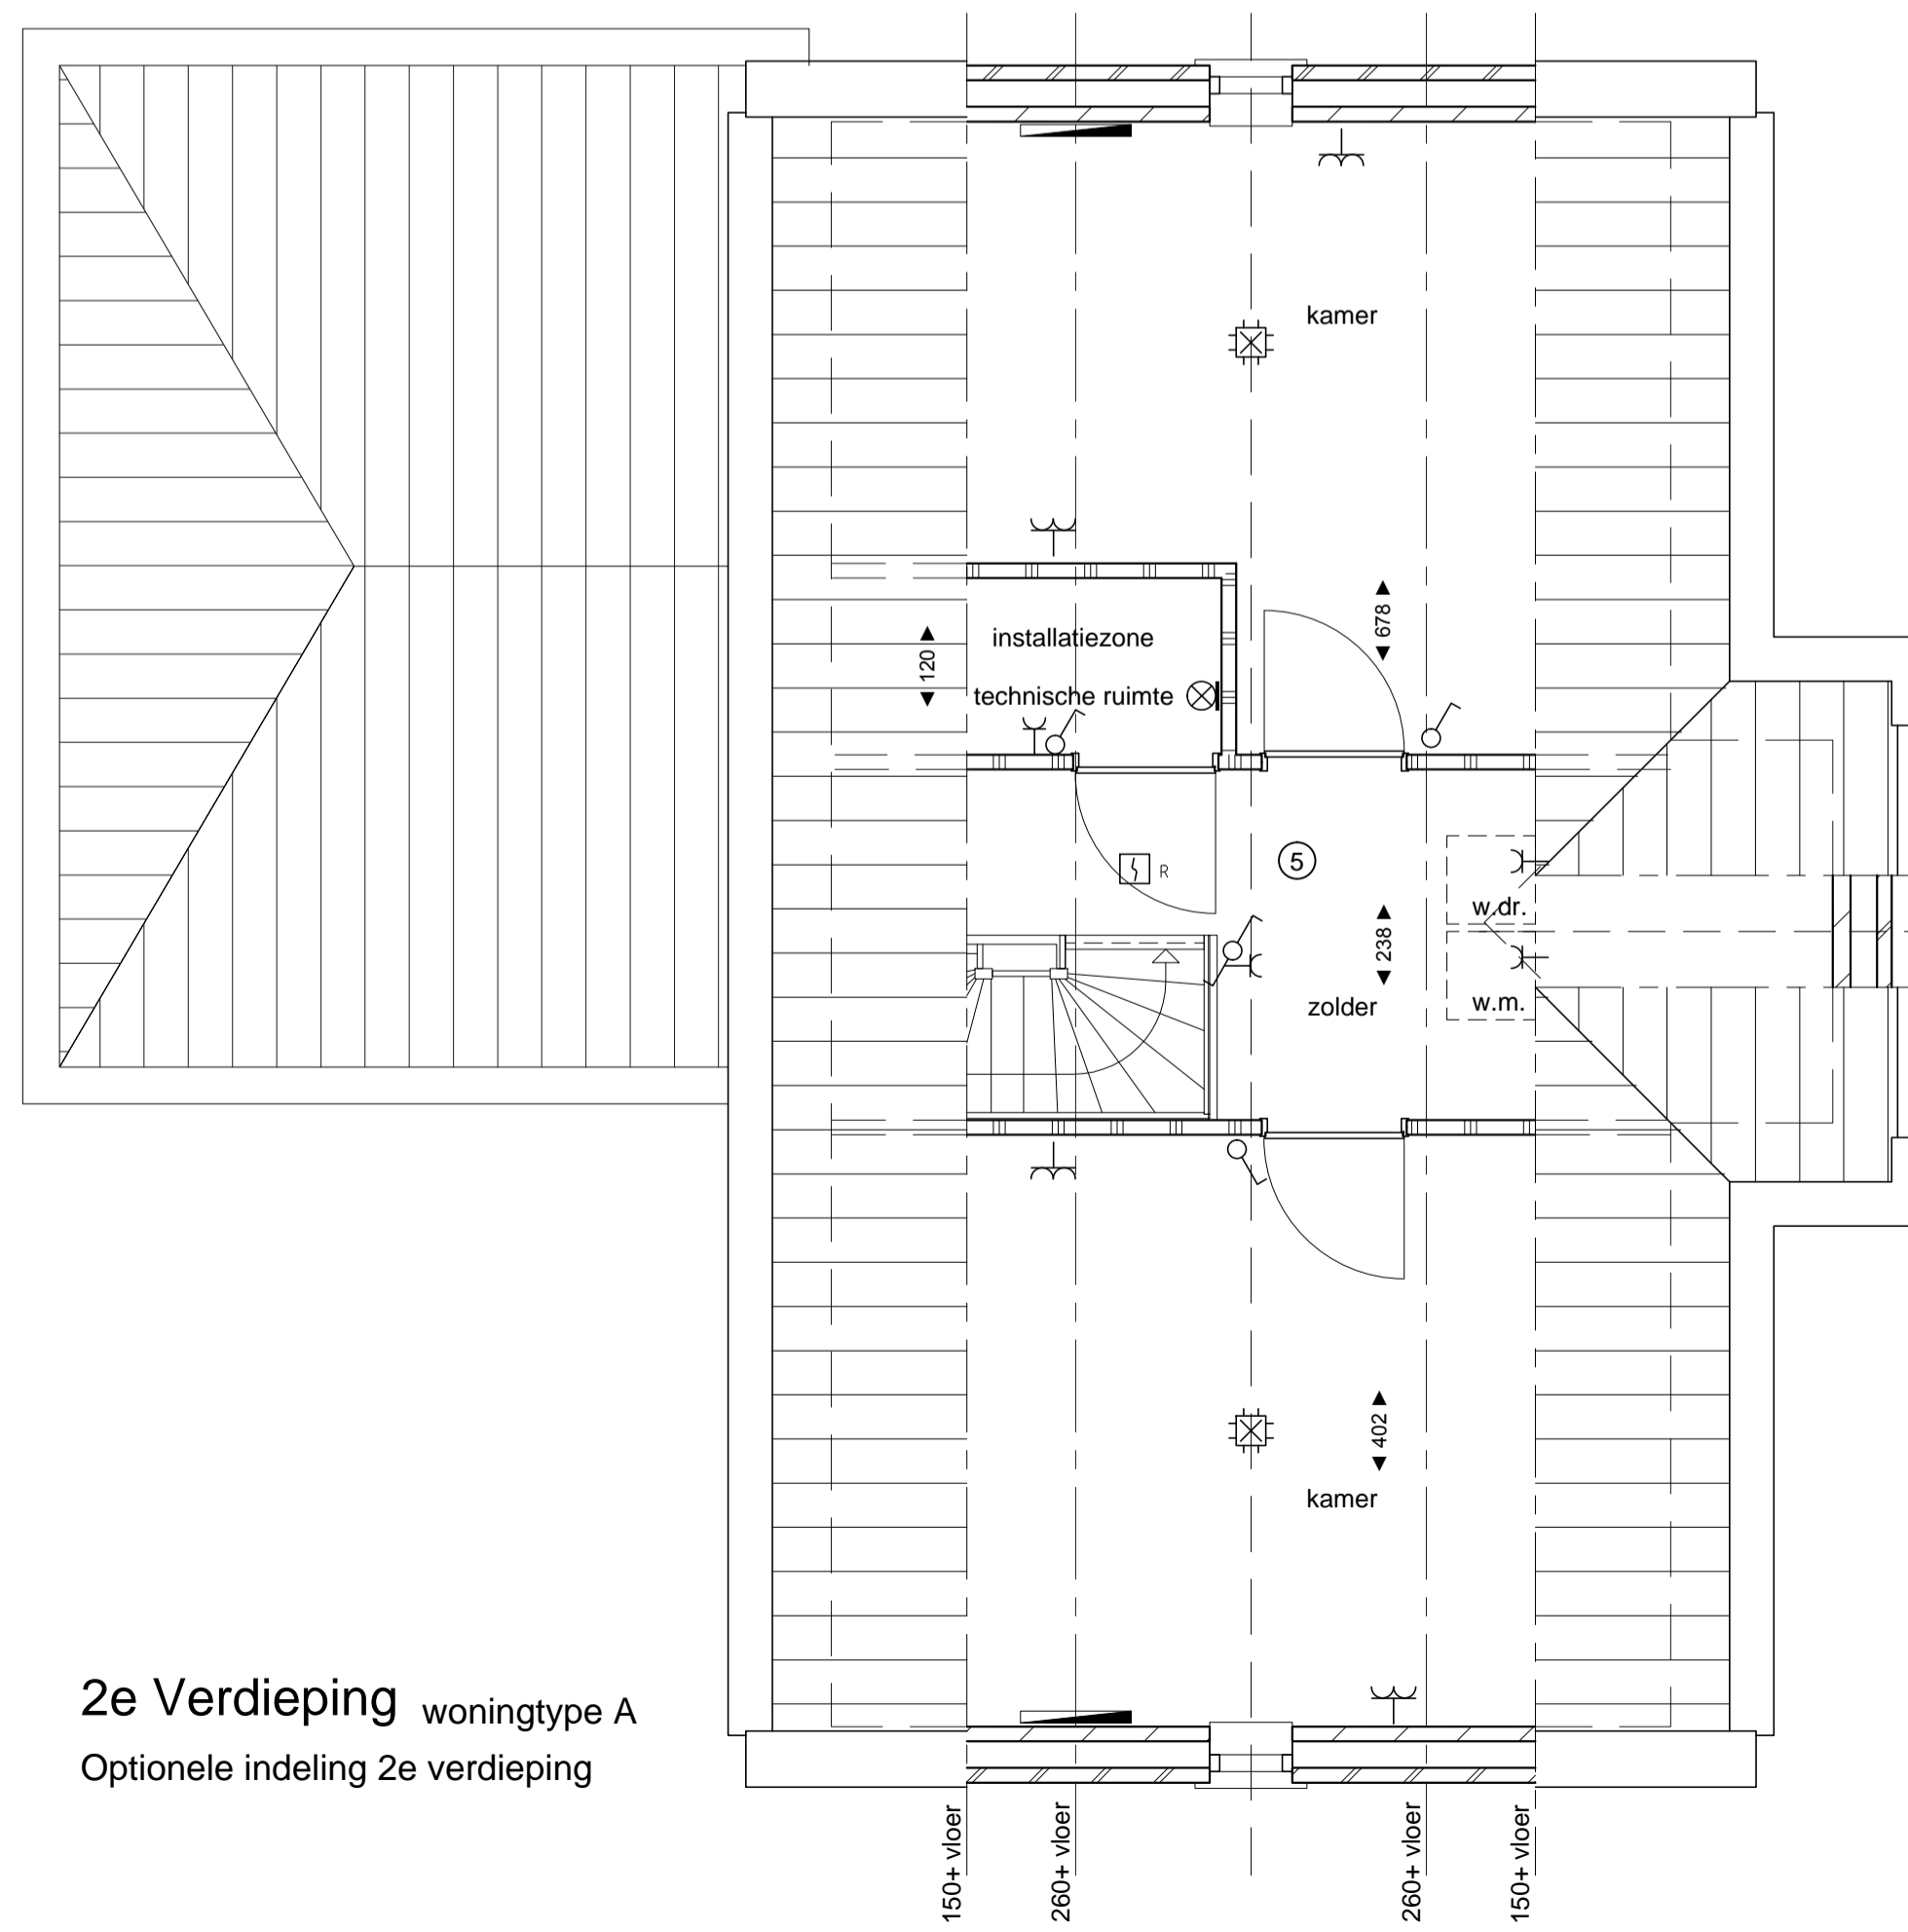 kamer
678
installatiezone
120
technische ruimte
5
R
w.dr.
238
w.m.
zolder
402
kamer
2e Verdieping woningtype A
Optionele indeling 2e verdieping
150+ vloer
260+ vloer
260+ vloer
150+ vloer